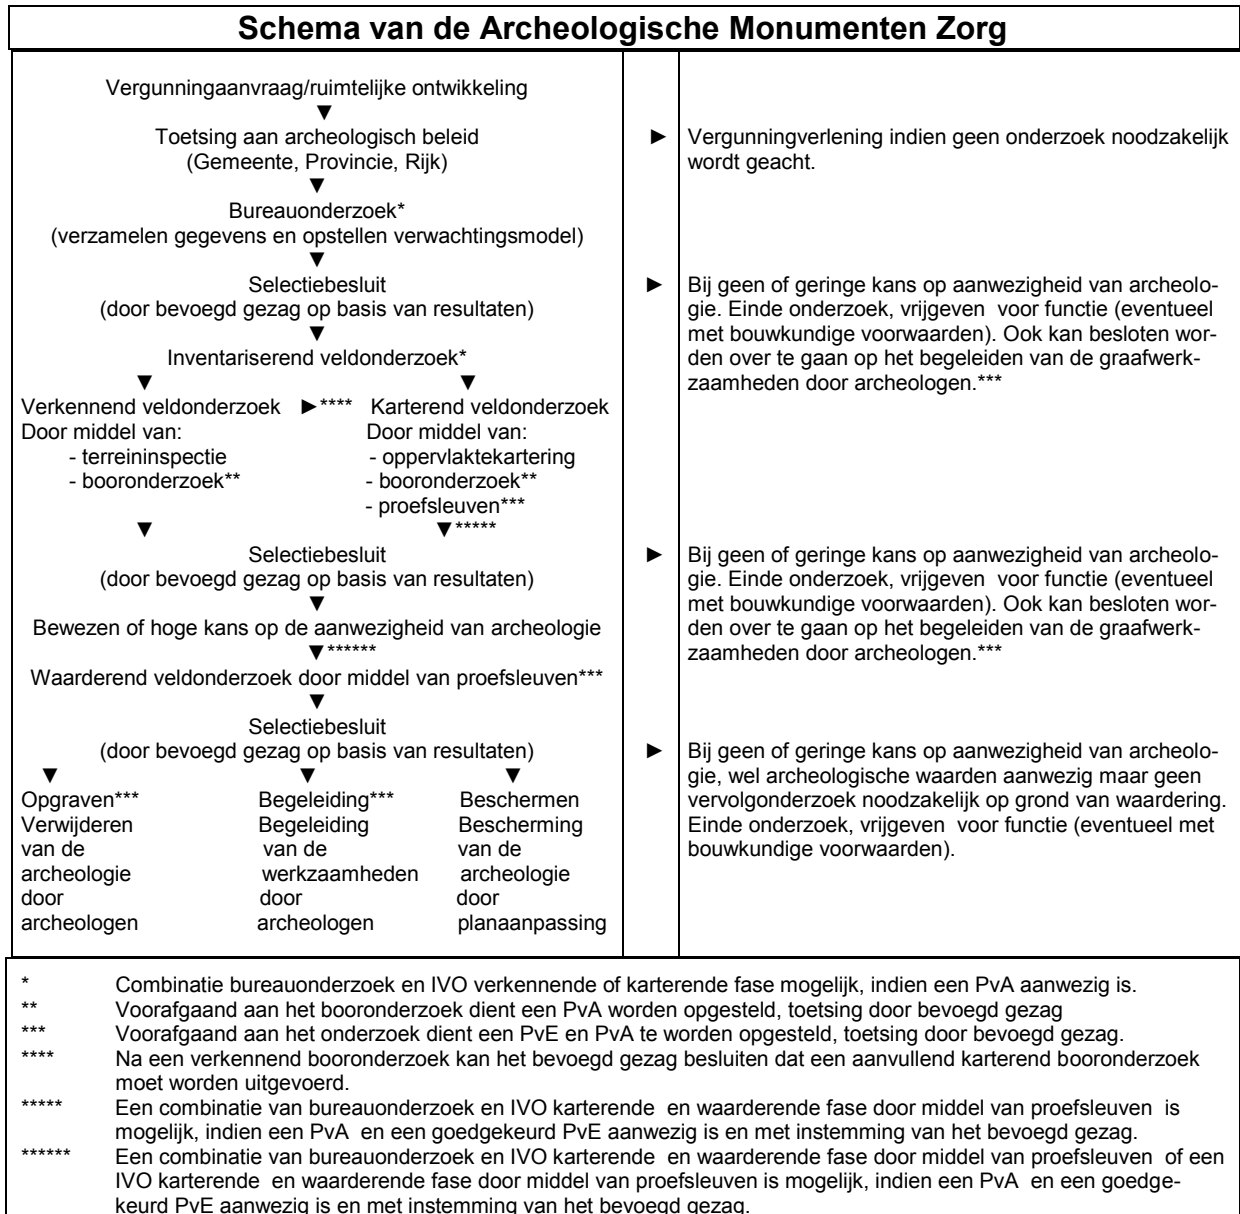 Schema van de Archeologische Monumenten Zorg
Vergunningaanvraag/ruimtelijke ontwikkeling
▼
Toetsing aan archeologisch beleid
(Gemeente, Provincie, Rijk)
► Vergunningverlening indien geen onderzoek noodzakelijk
wordt geacht.
▼
Bureauonderzoek*
(verzamelen gegevens en opstellen verwachtingsmodel)
▼
Selectiebesluit
(door bevoegd gezag op basis van resultaten)
► Bij geen of geringe kans op aanwezigheid van archeolo-
gie. Einde onderzoek, vrijgeven voor functie (eventueel
met bouwkundige voorwaarden). Ook kan besloten wor-
den over te gaan op het begeleiden van de graafwerk-
zaamheden door archeologen.***
▼
Inventariserend veldonderzoek*
▼ ▼
Verkennend veldonderzoek ►**** Karterend veldonderzoek
Door middel van: Door middel van:
- terreininspectie - oppervlaktekartering
- booronderzoek** - booronderzoek**
- proefsleuven***
▼ ▼*****
Selectiebesluit
(door bevoegd gezag op basis van resultaten)
► Bij geen of geringe kans op aanwezigheid van archeolo-
gie. Einde onderzoek, vrijgeven voor functie (eventueel
met bouwkundige voorwaarden). Ook kan besloten wor-
den over te gaan op het begeleiden van de graafwerk-
zaamheden door archeologen.***
▼
Bewezen of hoge kans op de aanwezigheid van archeologie
▼******
Waarderend veldonderzoek door middel van proefsleuven***
▼
Selectiebesluit
(door bevoegd gezag op basis van resultaten)
► Bij geen of geringe kans op aanwezigheid van archeolo-
gie, wel archeologische waarden aanwezig maar geen
vervolgonderzoek noodzakelijk op grond van waardering.
Einde onderzoek, vrijgeven voor functie (eventueel met
bouwkundige voorwaarden).
▼ ▼ ▼
Opgraven*** Begeleiding*** Beschermen
Verwijderen Begeleiding Bescherming
van de van de van de
archeologie werkzaamheden archeologie
door door door
archeologen archeologen planaanpassing
* Combinatie bureauonderzoek en IVO verkennende of karterende fase mogelijk, indien een PvA aanwezig is.
** Voorafgaand aan het booronderzoek dient een PvA worden opgesteld, toetsing door bevoegd gezag
*** Voorafgaand aan het onderzoek dient een PvE en PvA te worden opgesteld, toetsing door bevoegd gezag.
**** Na een verkennend booronderzoek kan het bevoegd gezag besluiten dat een aanvullend karterend booronderzoek
moet worden uitgevoerd.
***** Een combinatie van bureauonderzoek en IVO karterende en waarderende fase door middel van proefsleuven is
mogelijk, indien een PvA en een goedgekeurd PvE aanwezig is en met instemming van het bevoegd gezag.
****** Een combinatie van bureauonderzoek en IVO karterende en waarderende fase door middel van proefsleuven of een
IVO karterende en waarderende fase door middel van proefsleuven is mogelijk, indien een PvA en een goedge-
keurd PvE aanwezig is en met instemming van het bevoegd gezag.